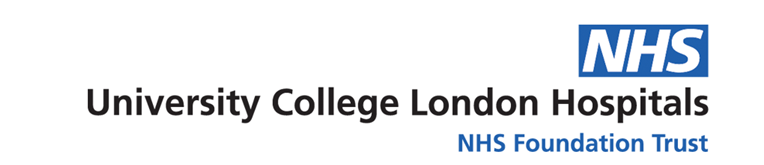 NHS
University College London Hospitals
NHS Foundation Trust